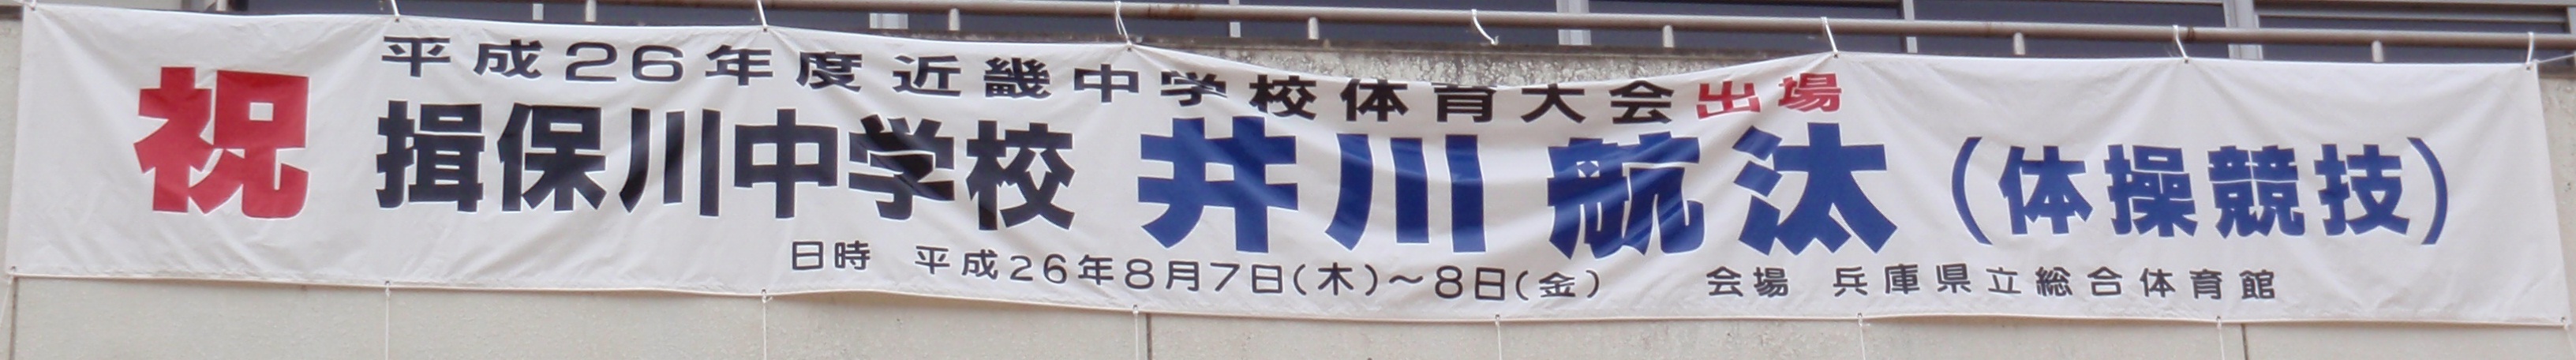 祝
平成26年度近畿中学校体育大会出場
揖保川中学校 井川 航汰(体操競技)
日時 平成26年8月7日(木)～8日(金) 会場 兵庫県立総合体育館